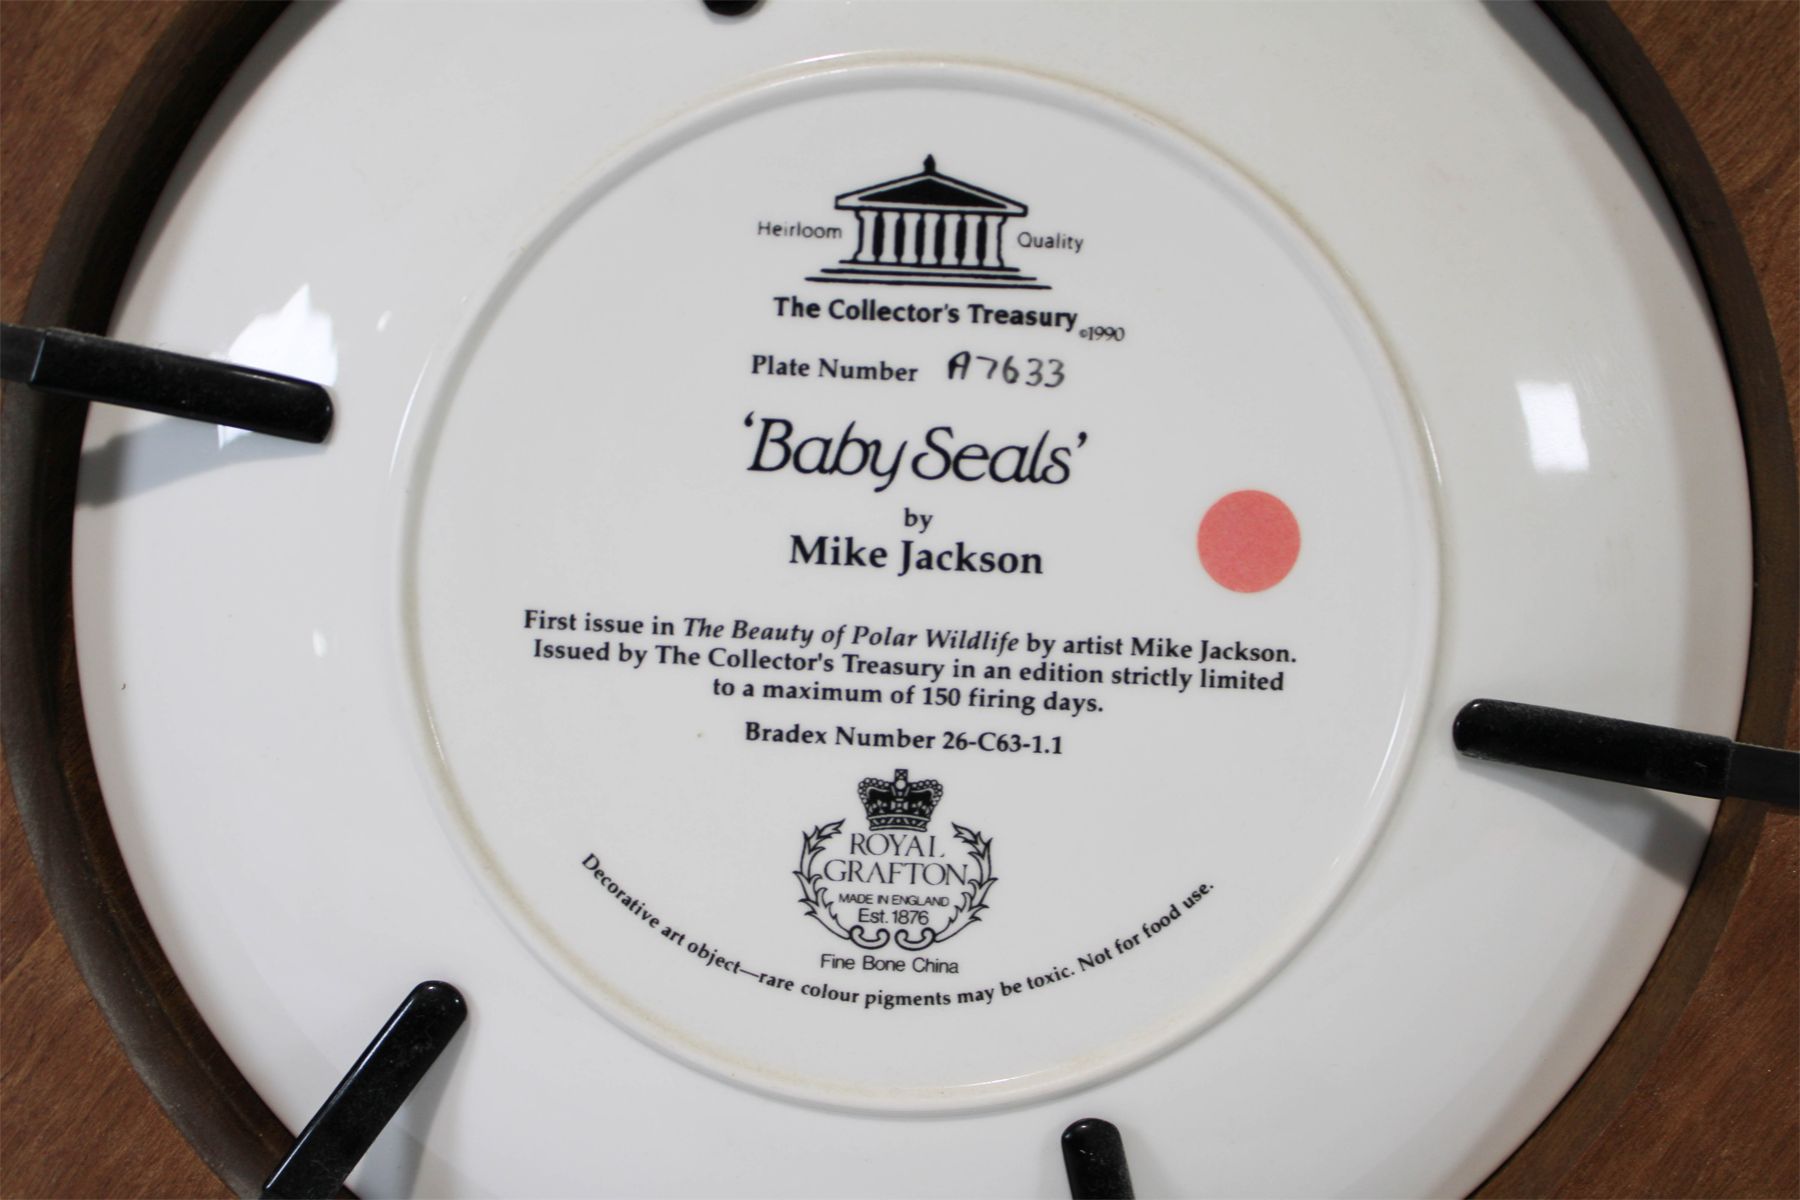 Heirloom Quality
The Collector's Treasury ©1990
Plate Number A7633
'Baby Seals'
by
Mike Jackson
First issue in The Beauty of Polar Wildlife by artist Mike Jackson.
Issued by The Collector's Treasury in an edition strictly limited
to a maximum of 150 firing days.
Bradex Number 26-C63-1.1
ROYAL
GRAFTON
MADE IN ENGLAND
Est. 1876
Fine Bone China
Decorative art object—rare colour pigments may be toxic. Not for food use.